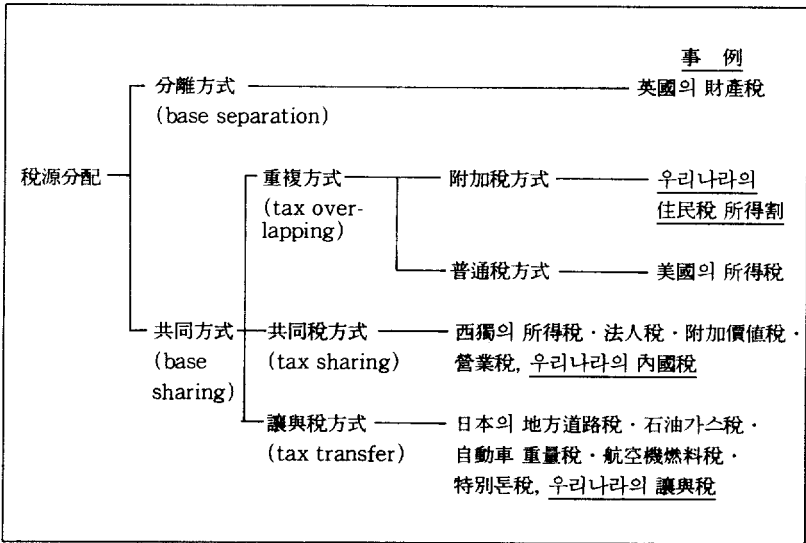 事 例
分離方式 英國의 財產稅
(base separation)
稅源分配
重複方式 附加稅方式 우리나라의
(tax over- 住民稅 所得割
lapping)
普通稅方式 美國의 所得稅
共同方式 共同稅方式 西獨의 所得稅·法人稅·附加價値稅·
(base (tax sharing) 營業稅, 우리나라의 內國稅
sharing)
讓與稅方式 日本의 地方道路稅·石油가스稅·
(tax transfer) 自動車 重量稅·航空機燃料稅·
特別톤稅, 우리나라의 讓與稅